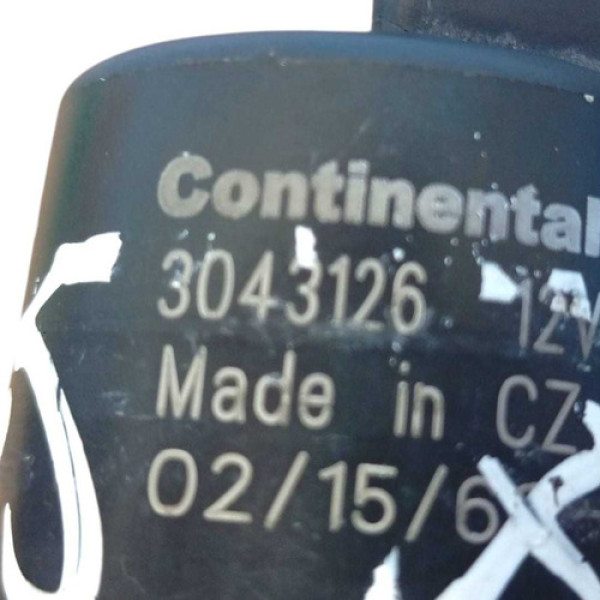 Continental
3043126 12V
Made in CZ
02/15/6